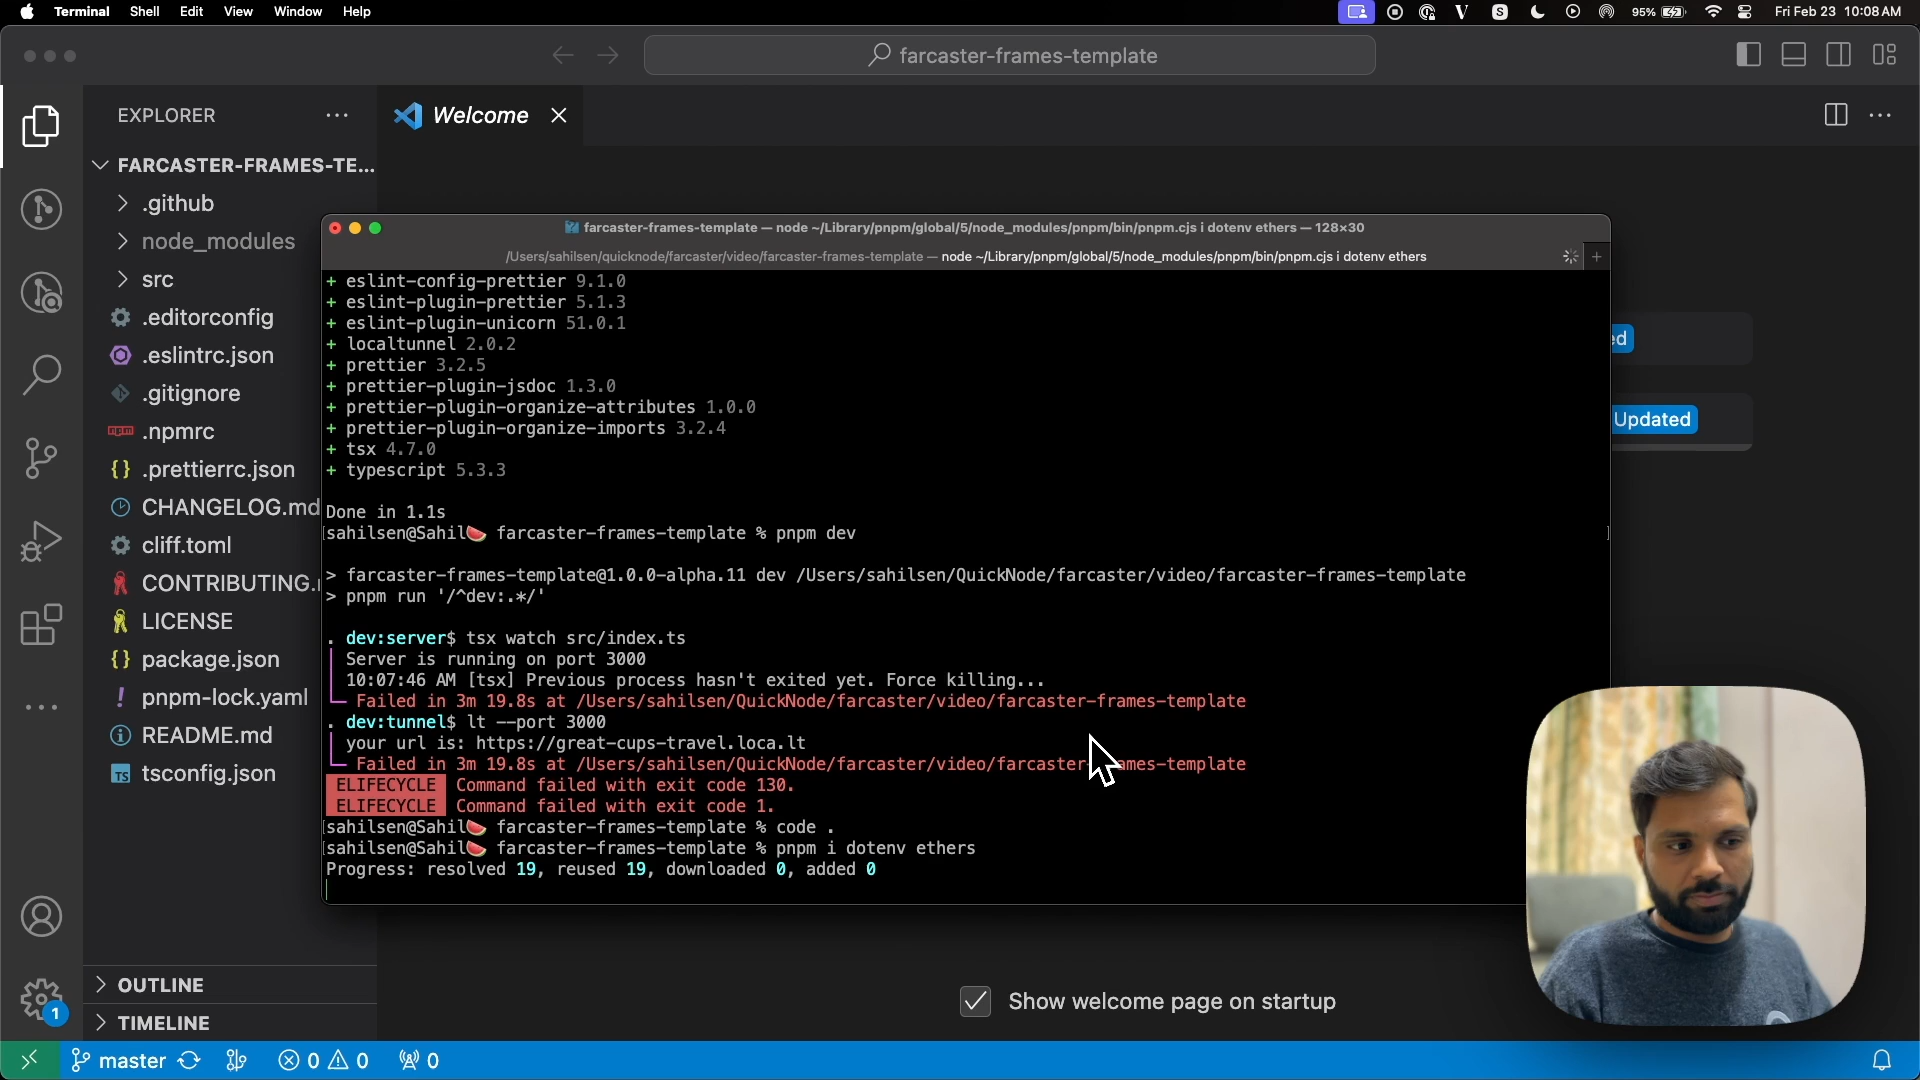 Terminal Shell Edit View Window Help
95% Fri Feb 23 10:08 AM
farcaster-frames-template
EXPLORER
Welcome
FARCASTER-FRAMES-TE...
.github
node_modules
src
.editorconfig
.eslintrc.json
.gitignore
.npmrc
.prettierrc.json
CHANGELOG.md
cliff.toml
CONTRIBUTING.
LICENSE
package.json
pnpm-lock.yaml
README.md
tsconfig.json
OUTLINE
TIMELINE
farcaster-frames-template — node ~/Library/pnpm/global/5/node_modules/pnpm/bin/pnpm.cjs i dotenv ethers — 128×30
/Users/sahilsen/quicknode/farcaster/video/farcaster-frames-template — node ~/Library/pnpm/global/5/node_modules/pnpm/bin/pnpm.cjs i dotenv ethers
+ eslint-config-prettier 9.1.0
+ eslint-plugin-prettier 5.1.3
+ eslint-plugin-unicorn 51.0.1
+ localtunnel 2.0.2
+ prettier 3.2.5
+ prettier-plugin-jsdoc 1.3.0
+ prettier-plugin-organize-attributes 1.0.0
+ prettier-plugin-organize-imports 3.2.4
+ tsx 4.7.0
+ typescript 5.3.3
Done in 1.1s
[sahilsen@Sahil🍉 farcaster-frames-template % pnpm dev ]
> farcaster-frames-template@1.0.0-alpha.11 dev /Users/sahilsen/QuickNode/farcaster/video/farcaster-frames-template
> pnpm run '/^dev:.*/'
. dev:server$ tsx watch src/index.ts
Server is running on port 3000
10:07:46 AM [tsx] Previous process hasn't exited yet. Force killing...
Failed in 3m 19.8s at /Users/sahilsen/QuickNode/farcaster/video/farcaster-frames-template
. dev:tunnel$ lt --port 3000
your url is: https://great-cups-travel.loca.lt
Failed in 3m 19.8s at /Users/sahilsen/QuickNode/farcaster/video/farcaster-frames-template
ELIFECYCLE Command failed with exit code 130.
ELIFECYCLE Command failed with exit code 1.
[sahilsen@Sahil🍉 farcaster-frames-template % code .
[sahilsen@Sahil🍉 farcaster-frames-template % pnpm i dotenv ethers
Progress: resolved 19, reused 19, downloaded 0, added 0
ed
Updated
Show welcome page on startup
1
master 0 0 0